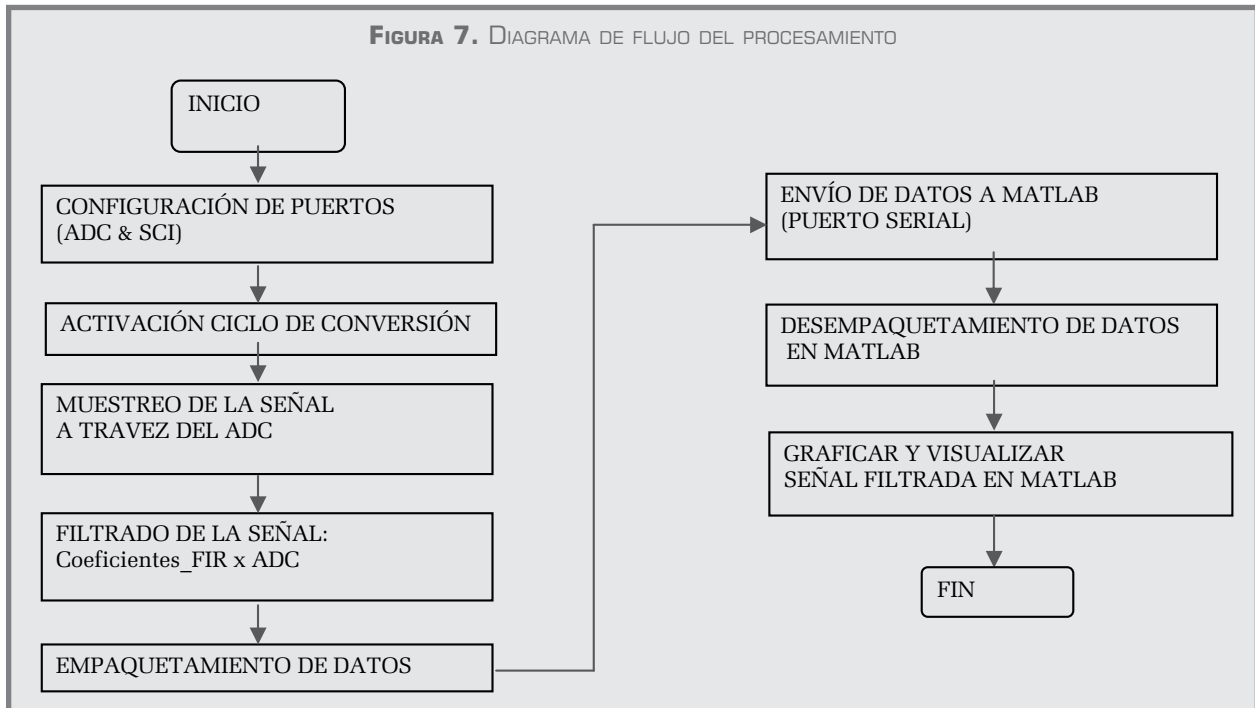 FIGURA 7. DIAGRAMA DE FLUJO DEL PROCESAMIENTO
INICIO
CONFIGURACIÓN DE PUERTOS
(ADC & SCI)
ACTIVACIÓN CICLO DE CONVERSIÓN
MUESTREO DE LA SEÑAL
A TRAVEZ DEL ADC
FILTRADO DE LA SEÑAL:
Coeficientes_FIR x ADC
EMPAQUETAMIENTO DE DATOS
ENVÍO DE DATOS A MATLAB
(PUERTO SERIAL)
DESEMPAQUETAMIENTO DE DATOS
EN MATLAB
GRAFICAR Y VISUALIZAR
SEÑAL FILTRADA EN MATLAB
FIN